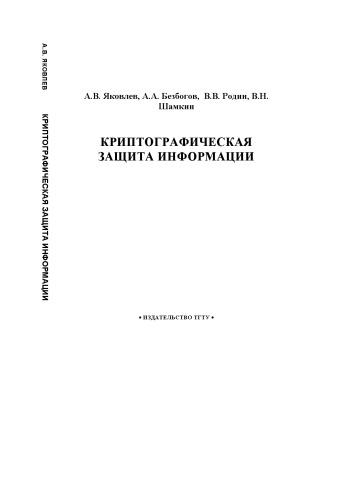 А.В. ЯКОВЛЕВ КРИПТОГРАФИЧЕСКАЯ ЗАЩИТА ИНФОРМАЦИИ
А.В. Яковлев, А.А. Безбогов, В.В. Родин, В.Н.
Шамкин
КРИПТОГРАФИЧЕСКАЯ
ЗАЩИТА ИНФОРМАЦИИ
• ИЗДАТЕЛЬСТВО ТГТУ •